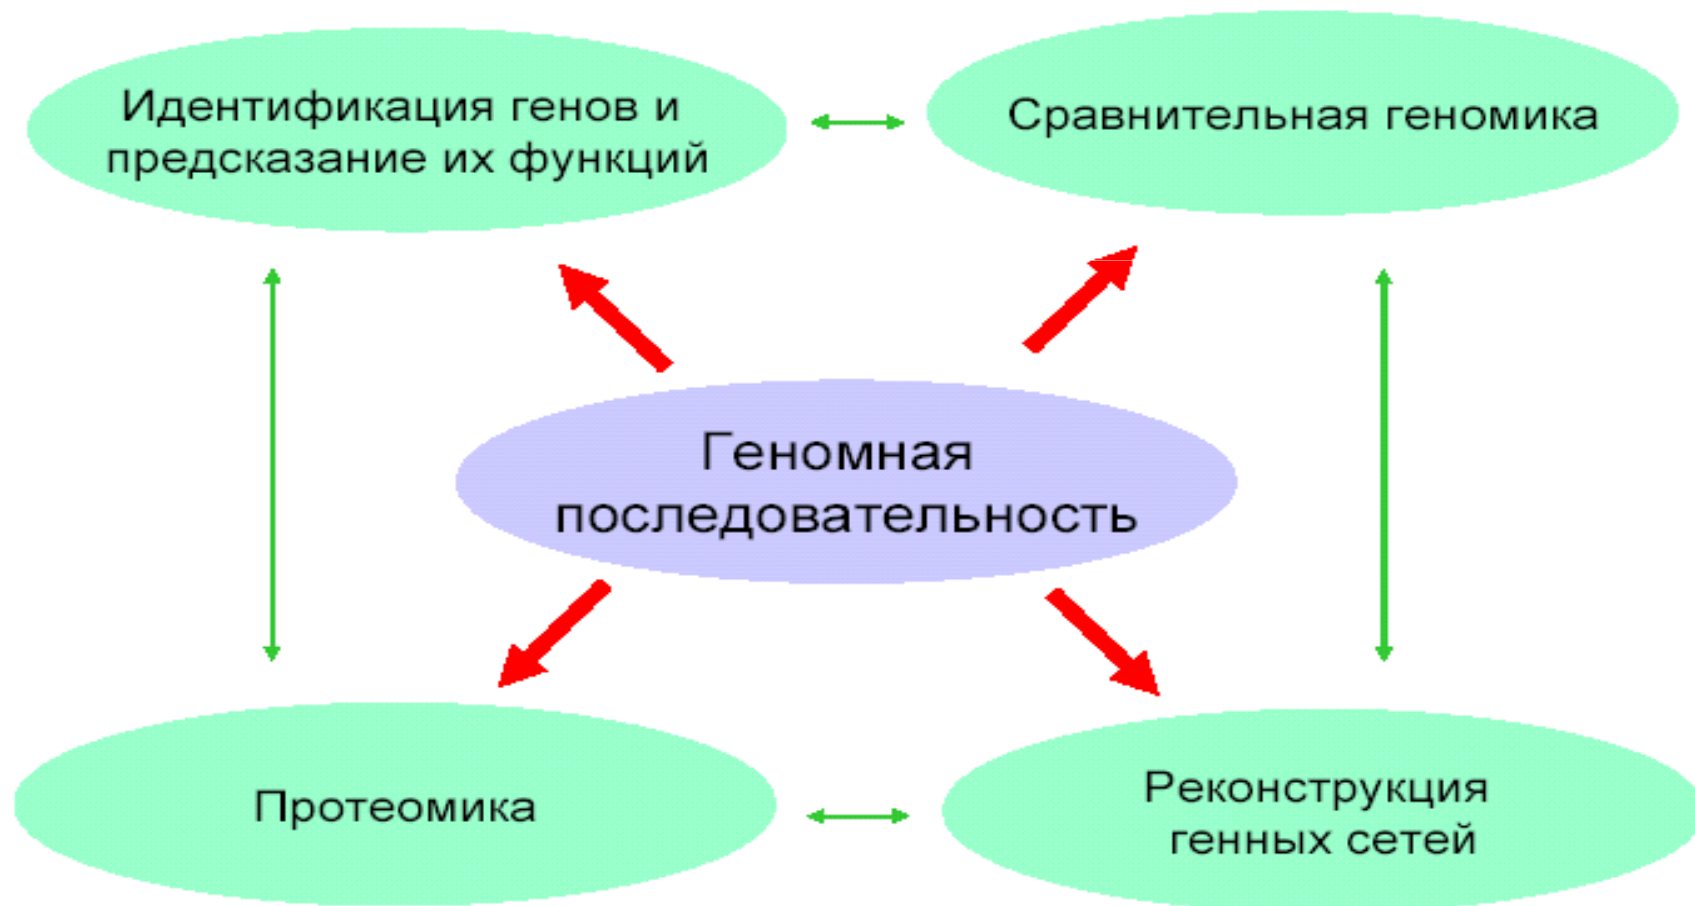 Идентификация генов и
предсказание их функций
Сравнительная геномика
Геномная
последовательность
Протеомика
Реконструкция
генных сетей